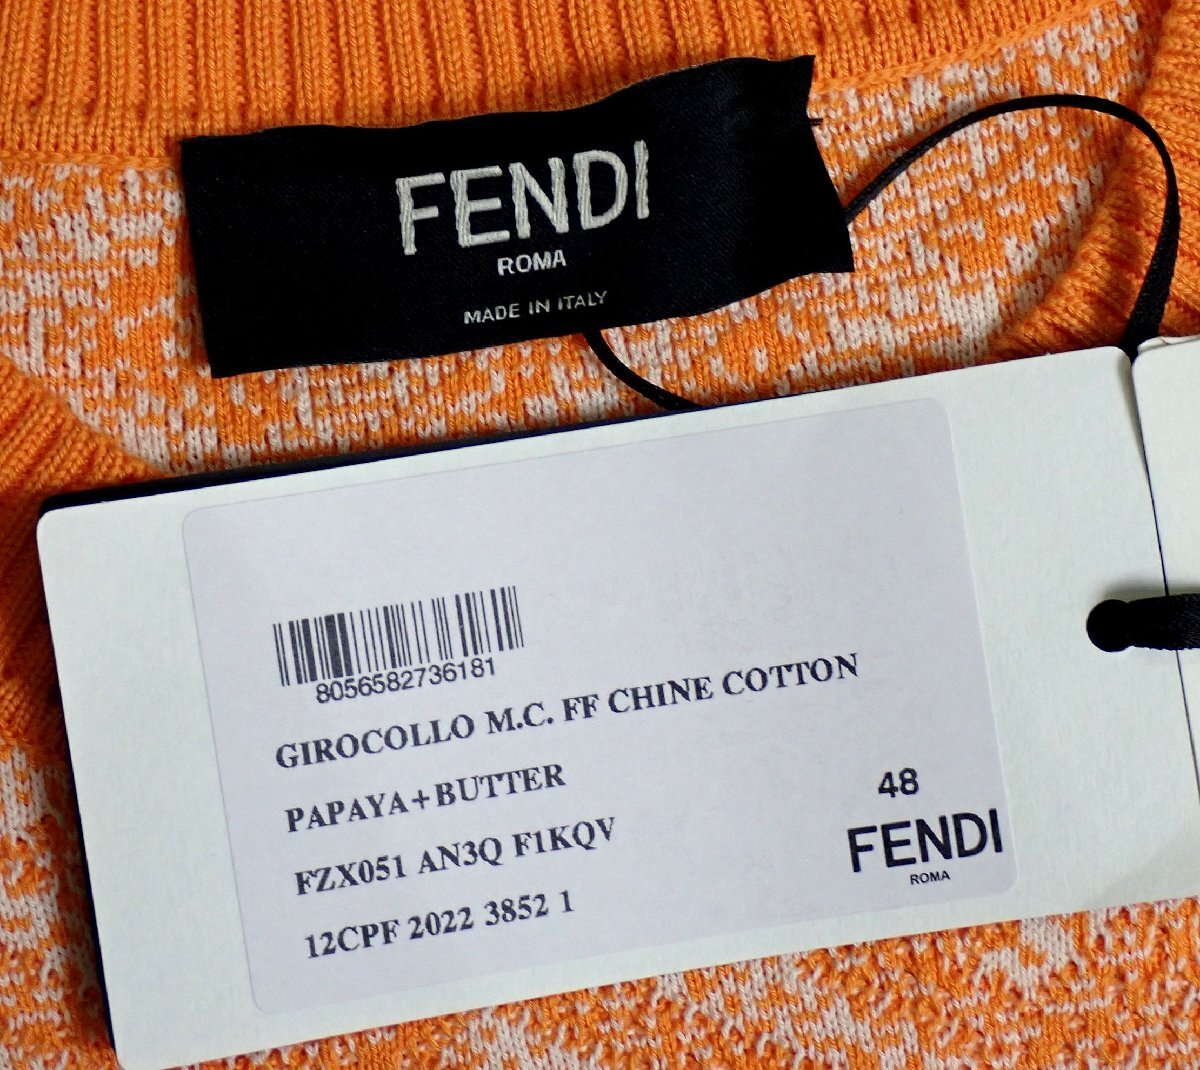 FENDI
ROMA
MADE IN ITALY
8056582736181
GIROCOLLO M.C. FF CHINE COTTON
PAPAYA+BUTTER
FZX051 AN3Q F1KQV
12CPF 2022 3852 1
48
FENDI
ROMA